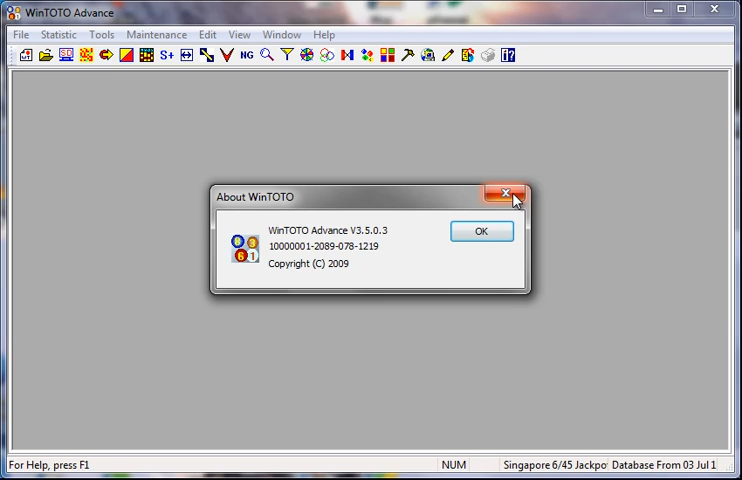 WinTOTO Advance
File Statistic Tools Maintenance Edit View Window Help
S+ NG
About WinTOTO
WinTOTO Advance V3.5.0.3
OK
10000001-2089-078-1219
Copyright (C) 2009
For Help, press F1 NUM Singapore 6/45 Jackpo Database From 03 Jul 1